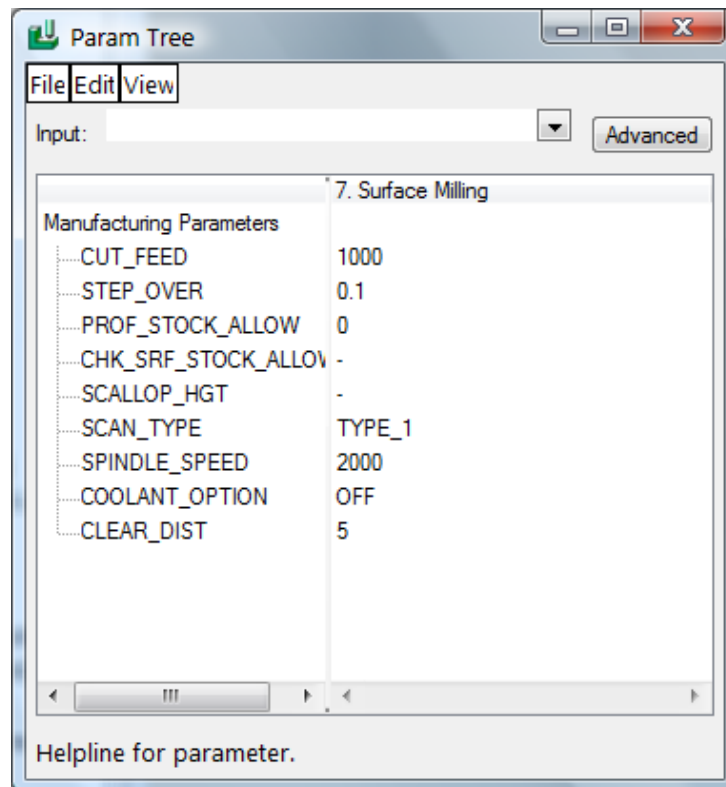 Param Tree
File Edit View
Input: Advanced
7. Surface Milling
Manufacturing Parameters
CUT_FEED 1000
STEP_OVER 0.1
PROF_STOCK_ALLOW 0
CHK_SRF_STOCK_ALLOW -
SCALLOP_HGT -
SCAN_TYPE TYPE_1
SPINDLE_SPEED 2000
COOLANT_OPTION OFF
CLEAR_DIST 5
Helpline for parameter.